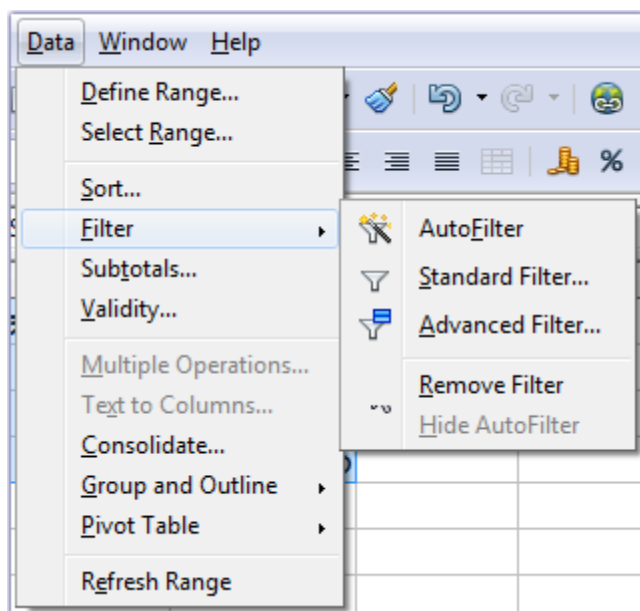 Data Window Help
Define Range...
Select Range...
%
Sort...
Filter
AutoFilter
Subtotals...
Standard Filter...
Validity...
Advanced Filter...
Multiple Operations...
Remove Filter
Text to Columns...
Hide AutoFilter
Consolidate...
Group and Outline
Pivot Table
Refresh Range